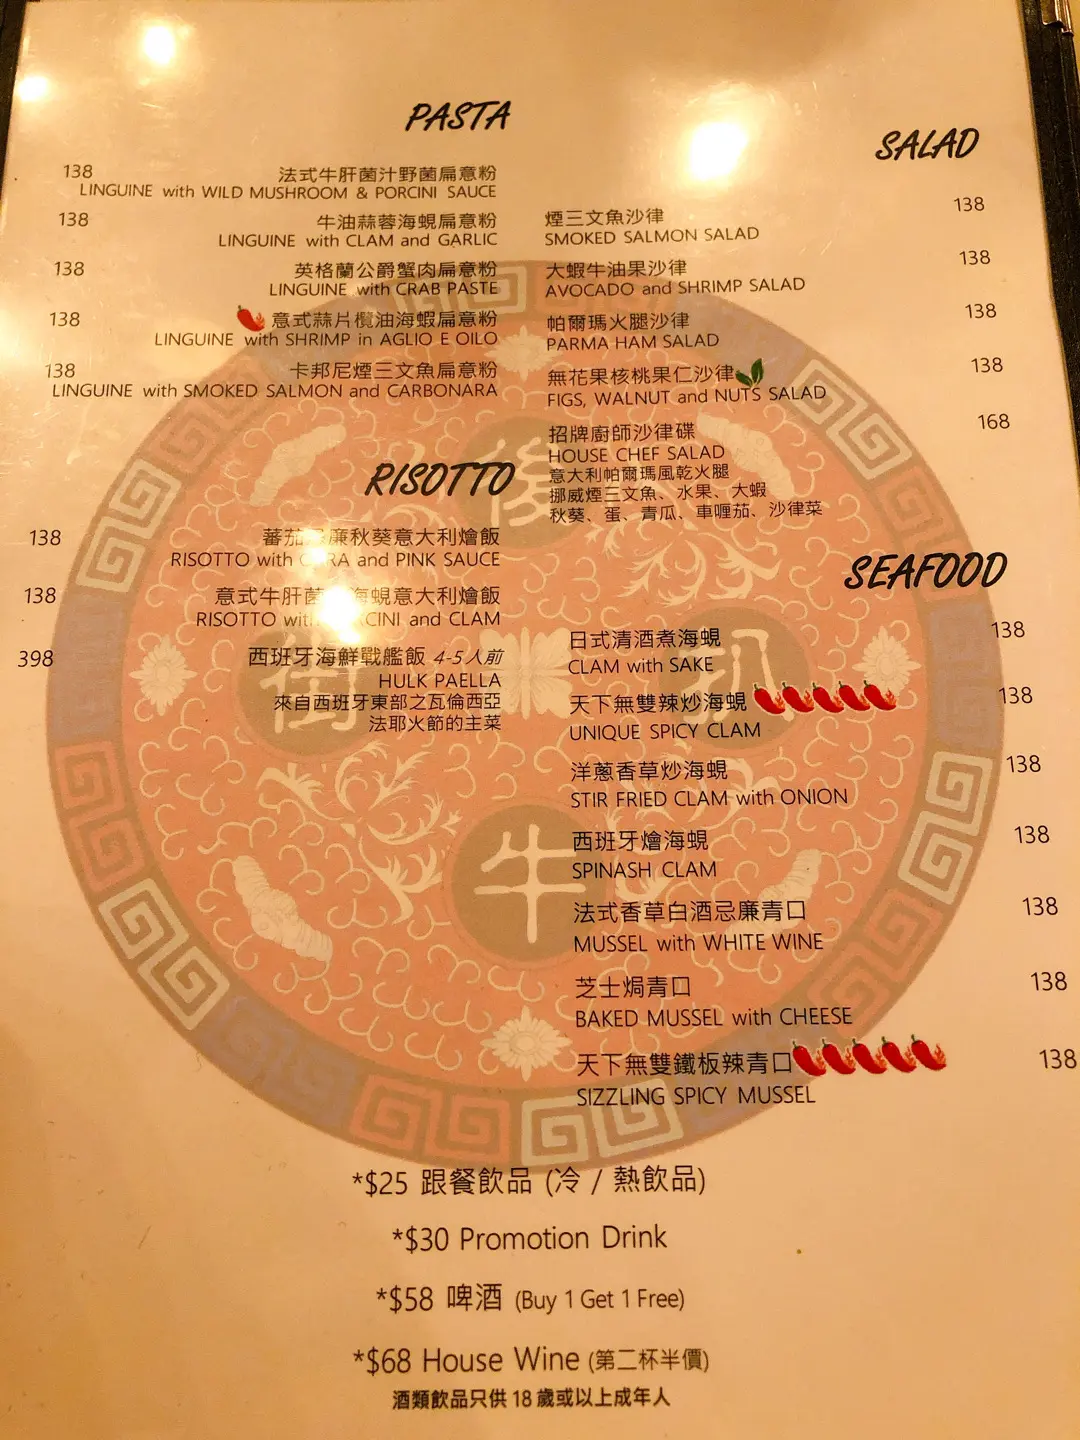 PASTA
138
法式牛肝菌汁野菌扁意粉
LINGUINE with WILD MUSHROOM & PORCINI SAUCE
138
牛油蒜蓉海蜆扁意粉
LINGUINE with CLAM and GARLIC
138
英格蘭公爵蟹肉扁意粉
LINGUINE with CRAB PASTE
138
意式蒜片欖油海蝦扁意粉
LINGUINE with SHRIMP in AGLIO E OILO
138
卡邦尼煙三文魚扁意粉
LINGUINE with SMOKED SALMON and CARBONARA
RISOTTO
138
蕃茄 廉秋葵意大利燴飯
RISOTTO with and PINK SAUCE
138
意式牛肝菌 海蜆意大利燴飯
RISOTTO with and CLAM
398
西班牙海鮮戰艦飯 4-5人前
HULK PAELLA
來自西班牙東部之瓦倫西亞
法耶火節的主菜
SALAD
煙三文魚沙律 138
SMOKED SALMON SALAD
大蝦牛油果沙律 138
AVOCADO and SHRIMP SALAD
帕爾瑪火腿沙律 138
PARMA HAM SALAD
無花果核桃果仁沙律 138
FIGS, WALNUT and NUTS SALAD
招牌廚師沙律碟 168
HOUSE CHEF SALAD
意大利帕爾瑪風乾火腿
挪威煙三文魚、水果、大蝦
秋葵、蛋、青瓜、車喱茄、沙律菜
SEAFOOD
日式清酒煮海蜆 138
CLAM with SAKE
天下無雙辣炒海蜆 138
UNIQUE SPICY CLAM
洋蔥香草炒海蜆 138
STIR FRIED CLAM with ONION
西班牙燴海蜆 138
SPINASH CLAM
法式香草白酒忌廉青口 138
MUSSEL with WHITE WINE
芝士焗青口 138
BAKED MUSSEL with CHEESE
天下無雙鐵板辣青口 138
SIZZLING SPICY MUSSEL
牛
*$25 跟餐飲品 (冷 / 熱飲品)
*$30 Promotion Drink
*$58 啤酒 (Buy 1 Get 1 Free)
*$68 House Wine (第二杯半價)
酒類飲品只供 18 歲或以上成年人